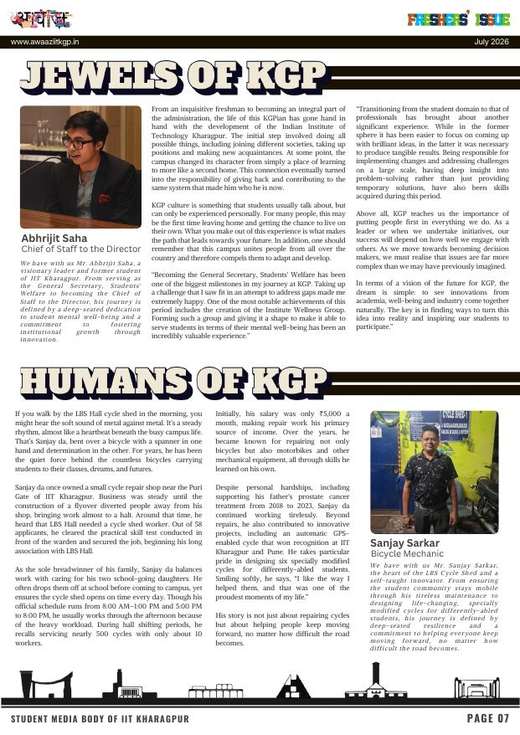 आवाज़
FRESHERS' ISSUE
www.awaaziitkgp.in
July 2026
JEWELS OF KGP
Abhrijit Saha
Chief of Staff to the Director
We have with us Mr. Abhrijit Saha, a
visionary leader and former student
of IIT Kharagpur. From serving as
the General Secretary, Students'
Welfare to becoming the Chief of
Staff to the Director, his journey is
defined by a deep-seated dedication
to student mental well-being and a
commitment to fostering
institutional growth through
innovation.
From an inquisitive freshman to becoming an integral part of
the administration, the life of this KGPian has gone hand in
hand with the development of the Indian Institute of
Technology Kharagpur. The initial step involved doing all
possible things, including joining different societies, taking up
positions and making new acquaintances. At some point, the
campus changed its character from simply a place of learning
to more like a second home. This connection eventually turned
into the responsibility of giving back and contributing to the
same system that made him who he is now.
KGP culture is something that students usually talk about, but
can only be experienced personally. For many people, this may
be the first time leaving home and getting the chance to live on
their own. What you make out of this experience is what makes
the path that leads towards your future. In addition, one should
remember that this campus unites people from all over the
country and therefore compels them to adapt and develop.
"Becoming the General Secretary, Students' Welfare has been
one of the biggest milestones in my journey at KGP. Taking up
a challenge that I saw fit in an attempt to address gaps made me
extremely happy. One of the most notable achievements of this
period includes the creation of the Institute Wellness Group.
Forming such a group and giving it a shape to make it able to
serve students in terms of their mental well-being has been an
incredibly valuable experience."
"Transitioning from the student domain to that of
professionals has brought about another
significant experience. While in the former
sphere it has been easier to focus on coming up
with brilliant ideas, in the latter it was necessary
to produce tangible results. Being responsible for
implementing changes and addressing challenges
on a large scale, having deep insight into
problem-solving rather than just providing
temporary solutions, have also been skills
acquired during this period.
Above all, KGP teaches us the importance of
putting people first in everything we do. As a
leader or when we undertake initiatives, our
success will depend on how well we engage with
others. As we move towards becoming decision
makers, we must realise that issues are far more
complex than we may have previously imagined.
In terms of a vision of the future for KGP, the
dream is simple: to see innovations from
academia, well-being and industry come together
naturally. The key is in finding ways to turn this
idea into reality and inspiring our students to
participate."
HUMANS OF KGP
If you walk by the LBS Hall cycle shed in the morning, you
might hear the soft sound of metal against metal. It's a steady
rhythm, almost like a heartbeat beneath the busy campus life.
That's Sanjay da, bent over a bicycle with a spanner in one
hand and determination in the other. For years, he has been
the quiet force behind the countless bicycles carrying
students to their classes, dreams, and futures.
Sanjay da once owned a small cycle repair shop near the Puri
Gate of IIT Kharagpur. Business was steady until the
construction of a flyover diverted people away from his
shop, bringing work almost to a halt. Around that time, he
heard that LBS Hall needed a cycle shed worker. Out of 58
applicants, he cleared the practical skill test conducted in
front of the warden and secured the job, beginning his long
association with LBS Hall.
As the sole breadwinner of his family, Sanjay da balances
work with caring for his two school-going daughters. He
often drops them off at school before coming to campus, yet
ensures the cycle shed opens on time every day. Though his
official schedule runs from 8:00 AM-1:00 PM and 5:00 PM
to 8:00 PM, he usually works through the afternoon because
of the heavy workload. During hall shifting periods, he
recalls servicing nearly 500 cycles with only about 10
workers.
Initially, his salary was only ₹5,000 a
month, making repair work his primary
source of income. Over the years, he
became known for repairing not only
bicycles but also motorbikes and other
mechanical equipment, all through skills he
learned on his own.
Despite personal hardships, including
supporting his father's prostate cancer
treatment from 2018 to 2023, Sanjay da
continued working tirelessly. Beyond
repairs, he also contributed to innovative
projects, including an automatic GPS-
enabled cycle that won recognition at IIT
Kharagpur and Pune. He takes particular
pride in designing six specially modified
cycles for differently-abled students.
Smiling softly, he says, "I like the way I
helped them, and that was one of the
proudest moments of my life."
His story is not just about repairing cycles
but about helping people keep moving
forward, no matter how difficult the road
becomes.
Sanjay Sarkar
Bicycle Mechanic
We have with us Mr. Sanjay Sarkar,
the heart of the LBS Cycle Shed and a
self-taught innovator. From ensuring
the student community stays mobile
through his tireless maintenance to
designing life-changing, specially
modified cycles for differently-abled
students, his journey is defined by
deep-seated resilience and a
commitment to helping everyone keep
moving forward, no matter how
difficult the road becomes.
STUDENT MEDIA BODY OF IIT KHARAGPUR
PAGE 07